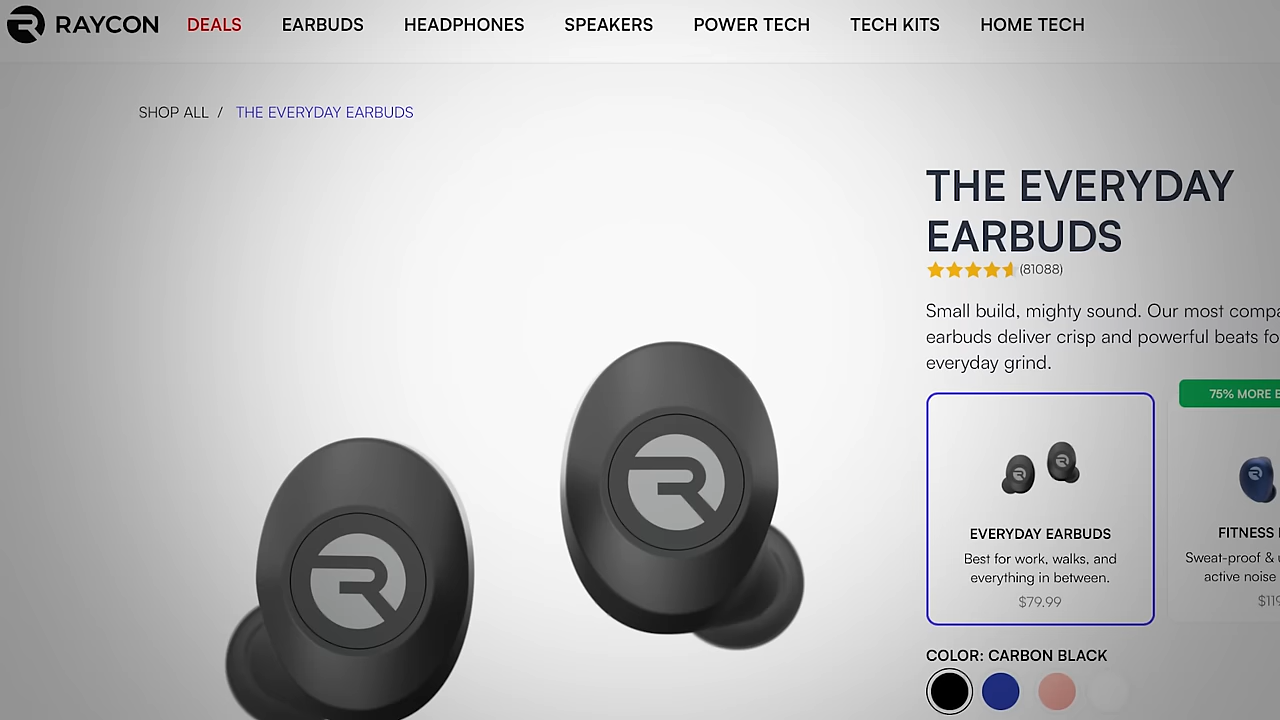 RAYCON
DEALS
EARBUDS
HEADPHONES
SPEAKERS
POWER TECH
TECH KITS
HOME TECH
SHOP ALL / THE EVERYDAY EARBUDS
THE EVERYDAY
EARBUDS
(81088)
Small build, mighty sound. Our most
earbuds deliver crisp and powerful beats
everyday grind.
75% MORE
EVERYDAY EARBUDS
Best for work, walks, and
everything in between.
$79.99
FITNESS
Sweat-proof &
active noise
COLOR: CARBON BLACK